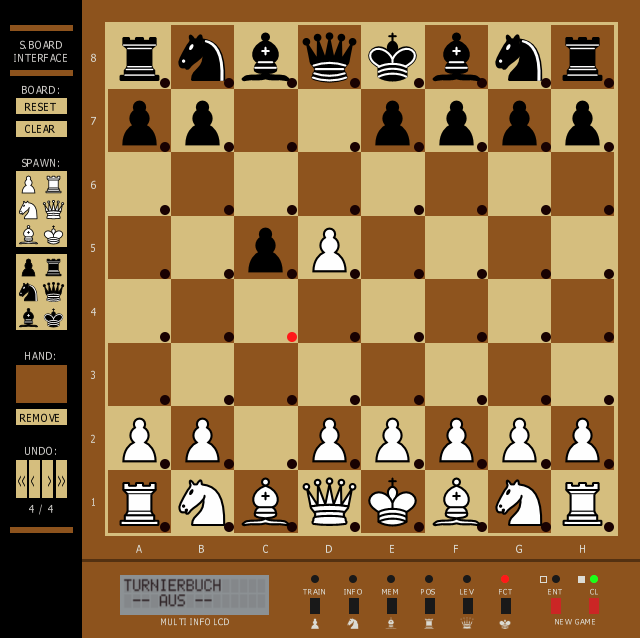 S.BOARD
INTERFACE
BOARD:
RESET
CLEAR
SPAWN:
HAND:
REMOVE
UNDO:
<< < > >>
4 / 4
8
7
6
5
4
3
2
1
A B C D E F G H
TURNIERBUCH
-- AUS --
MULTI INFO LCD
TRAIN INFO MEM POS LEV FCT ENT CL
NEW GAME